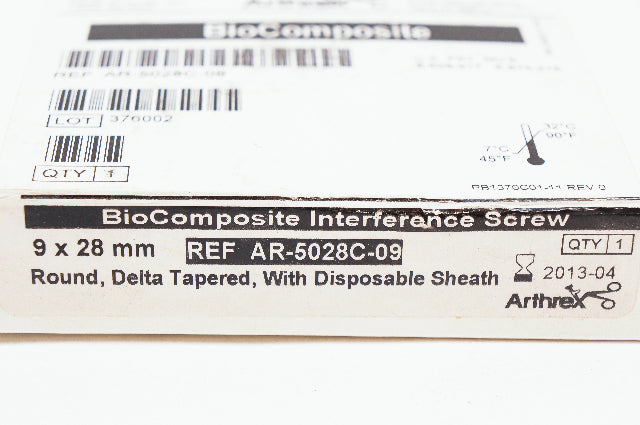 Arthrex
BioComposite
REF AR-5028C-09
LOT 376002
32°C
90°F
7°C
45°F
QTY 1
BioComposite Interference Screw
9 x 28 mm REF AR-5028C-09 QTY 1
Round, Delta Tapered, With Disposable Sheath 2013-04
Arthrex